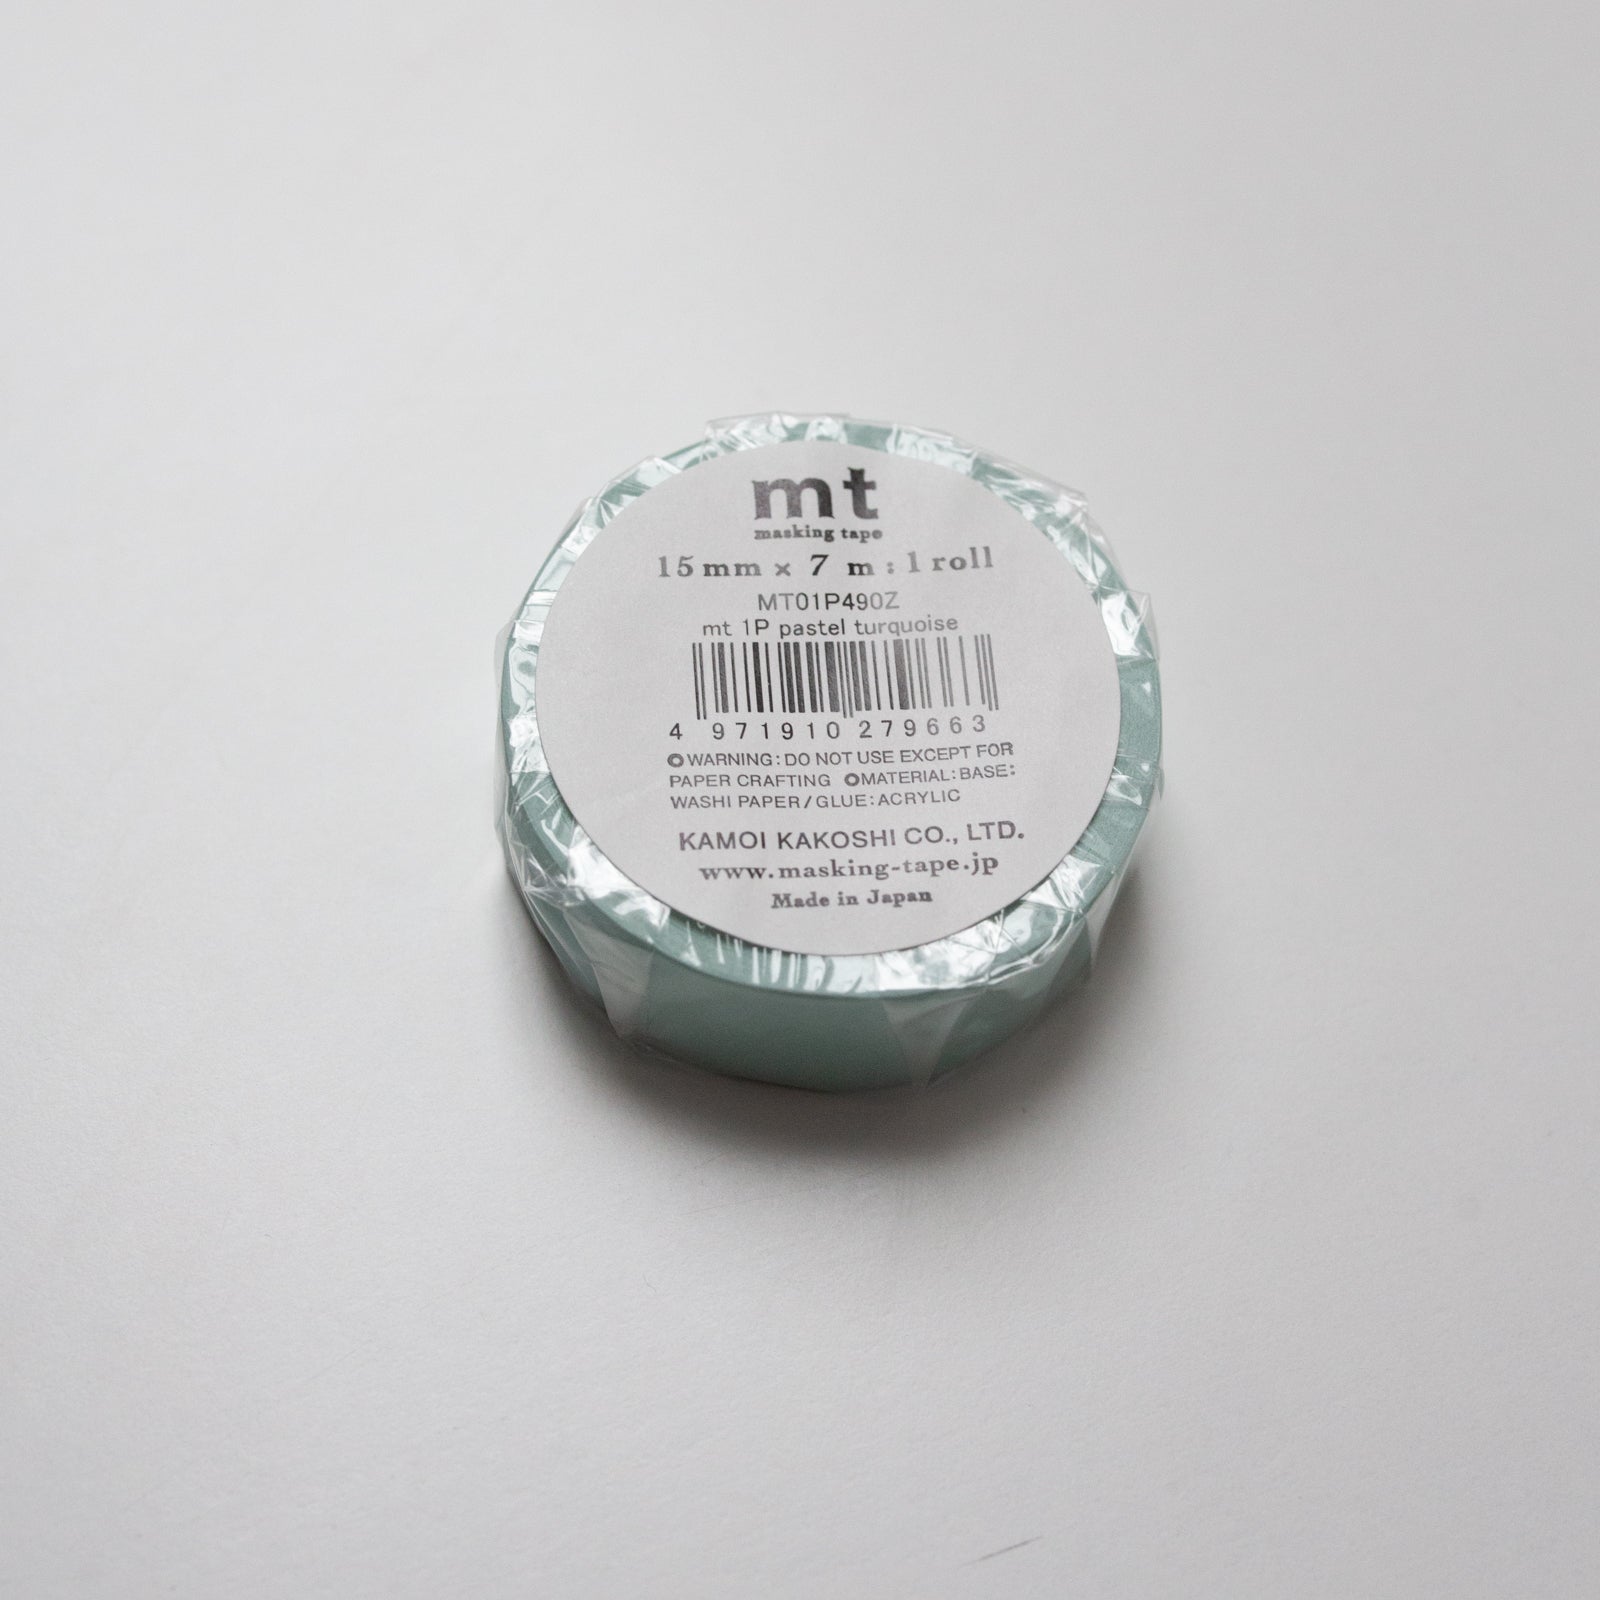 mt
masking tape
15mm × 7 m : 1 roll
MT01P490Z
mt 1P pastel turquoise
4 971910 279663
◎WARNING:DO NOT USE EXCEPT FOR
PAPER CRAFTING ◎MATERIAL:BASE:
WASHI PAPER/GLUE:ACRYLIC
KAMOI KAKOSHI CO., LTD.
www.masking-tape.jp
Made in Japan